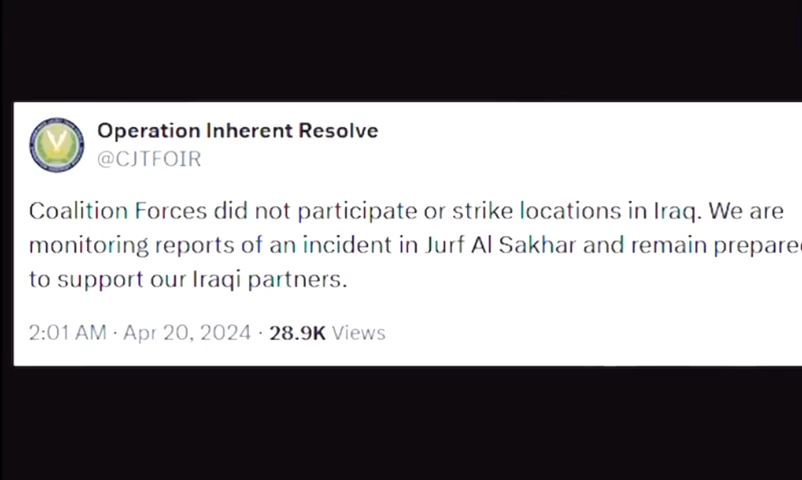 Operation Inherent Resolve
@CJTFOIR
Coalition Forces did not participate or strike locations in Iraq. We are
monitoring reports of an incident in Jurf Al Sakhar and remain prepare
to support our Iraqi partners.
2:01 AM · Apr 20, 2024 · 28.9K Views